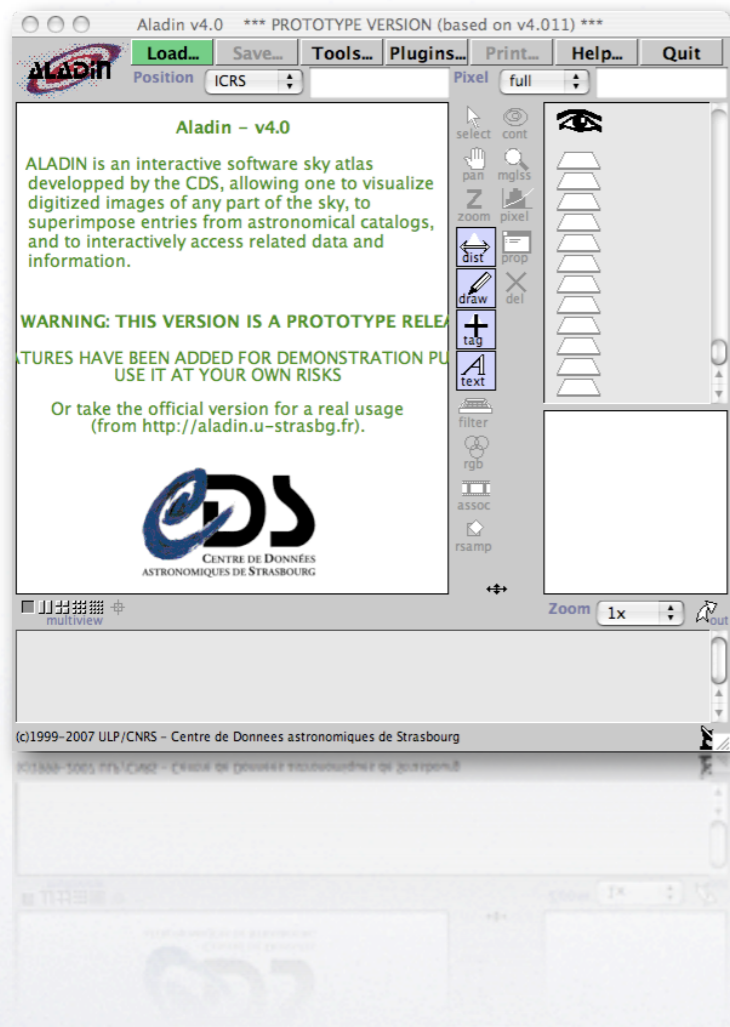 Aladin v4.0 *** PROTOTYPE VERSION (based on v4.011) ***
ALADiN
Load... Save... Tools... Plugins... Print... Help... Quit
Position ICRS Pixel full
Aladin - v4.0
ALADIN is an interactive software sky atlas
developped by the CDS, allowing one to visualize
digitized images of any part of the sky, to
superimpose entries from astronomical catalogs,
and to interactively access related data and
information.
WARNING: THIS VERSION IS A PROTOTYPE RELEA
ATURES HAVE BEEN ADDED FOR DEMONSTRATION PU
USE IT AT YOUR OWN RISKS
Or take the official version for a real usage
(from http://aladin.u-strasbg.fr).
CDS
CENTRE DE DONNÉES
ASTRONOMIQUES DE STRASBOURG
select cont
pan mglss
Z
zoom pixel
dist prop
draw del
tag
A
text
filter
rgb
assoc
rsamp
multiview
Zoom 1x out
(c)1999-2007 ULP/CNRS - Centre de Donnees astronomiques de Strasbourg